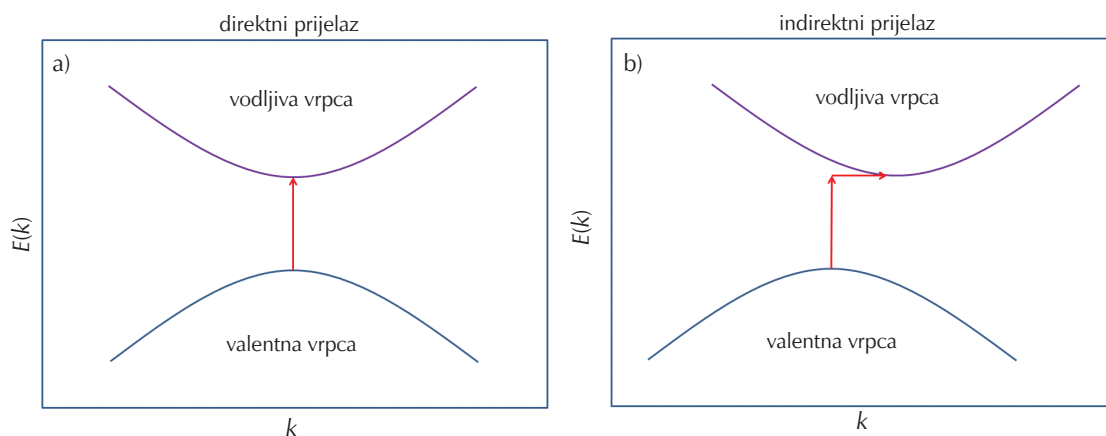 direktni prijelaz
a)
vodljiva vrpca
E(k)
valentna vrpca
k
indirektni prijelaz
b)
vodljiva vrpca
E(k)
valentna vrpca
k